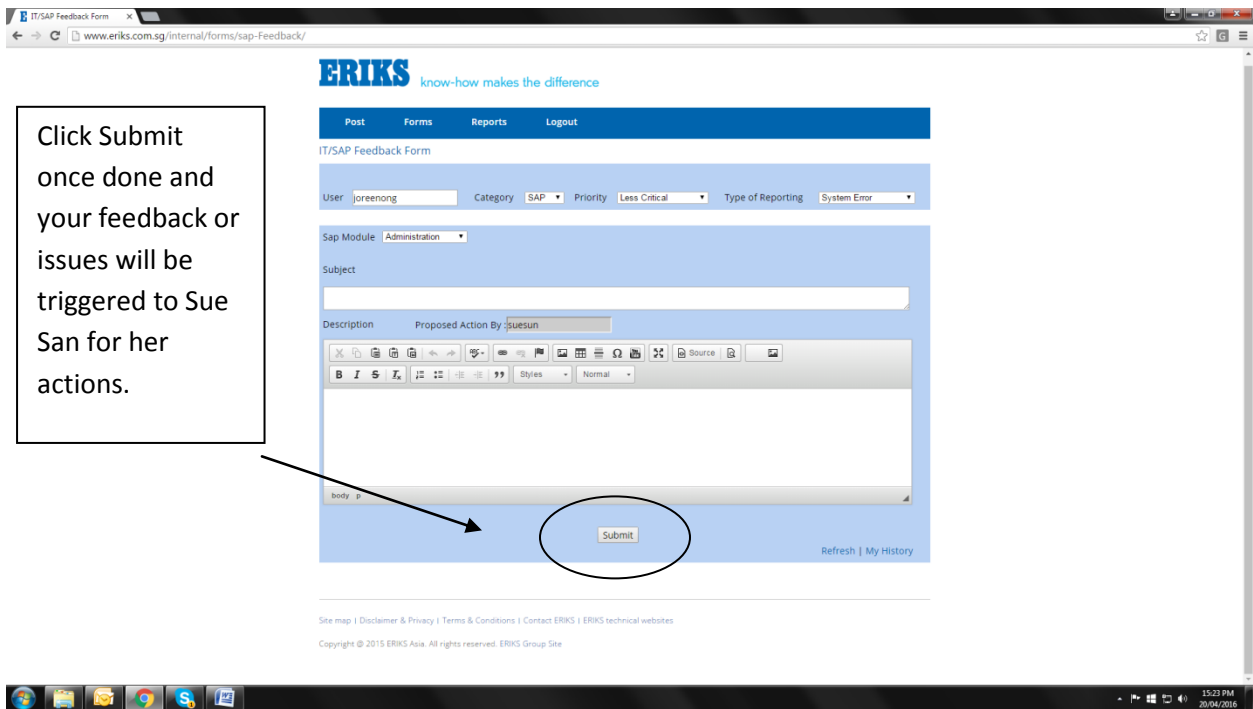 IT/SAP Feedback Form
www.eriks.com.sg/internal/forms/sap-Feedback/
ERIKS know-how makes the difference
Post Forms Reports Logout
IT/SAP Feedback Form
User joreenong Category SAP Priority Less Critical Type of Reporting System Error
Sap Module Administration
Subject
Description Proposed Action By : suesun
Source
B I S Ix Styles Normal
body p
Submit
Refresh | My History
Click Submit
once done and
your feedback or
issues will be
triggered to Sue
San for her
actions.
Site map | Disclaimer & Privacy | Terms & Conditions | Contact ERIKS | ERIKS technical websites
Copyright @ 2015 ERIKS Asia. All rights reserved. ERIKS Group Site
15:23 PM
20/04/2016